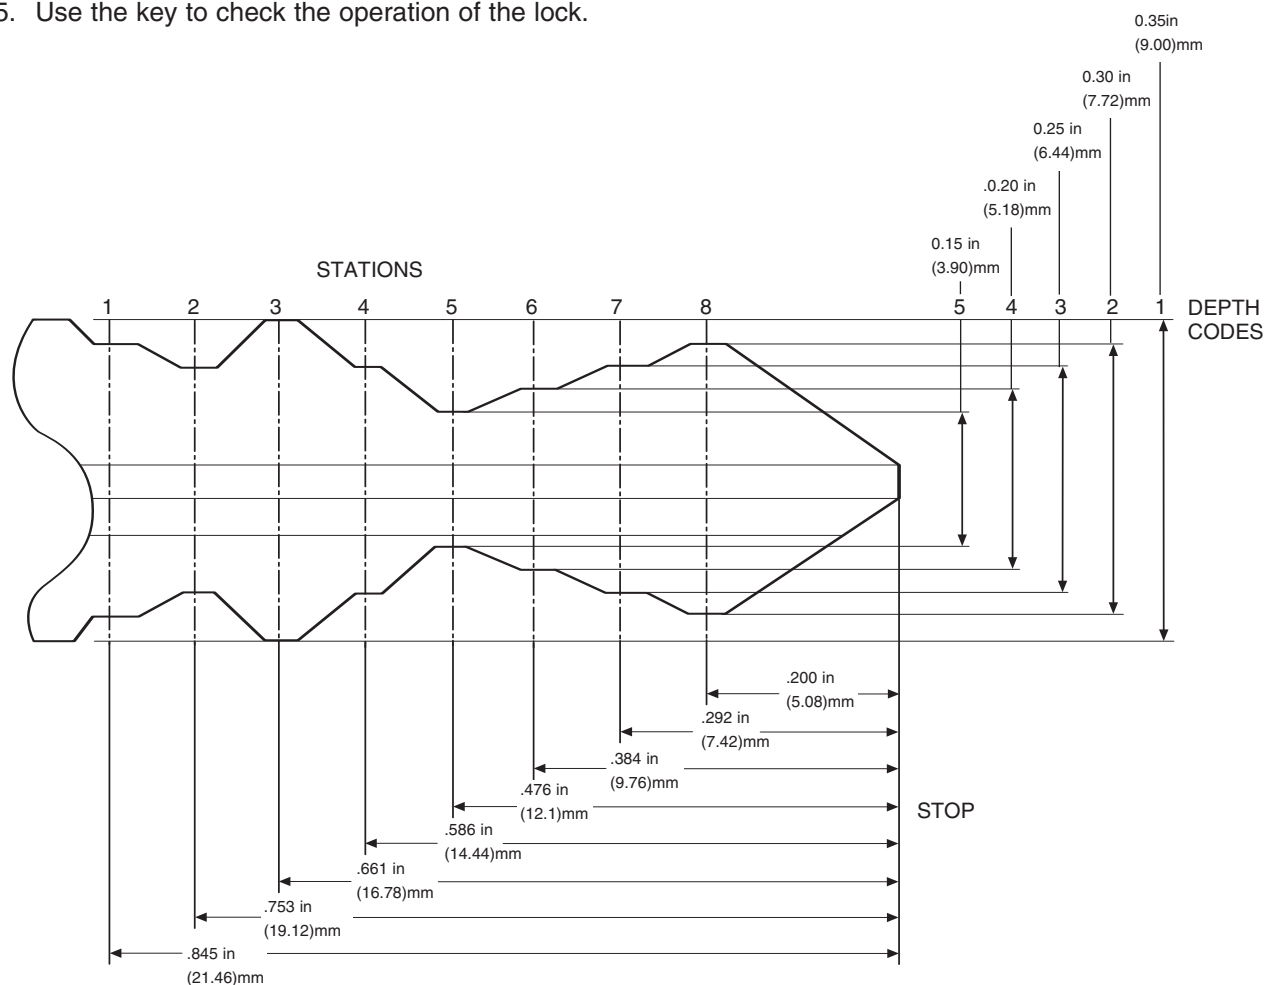 5. Use the key to check the operation of the lock.
0.35in
(9.00)mm
0.30 in
(7.72)mm
0.25 in
(6.44)mm
.0.20 in
(5.18)mm
0.15 in
(3.90)mm
STATIONS
1 2 3 4 5 6 7 8 5 4 3 2 1 DEPTH
CODES
.200 in
(5.08)mm
.292 in
(7.42)mm
.384 in
(9.76)mm
.476 in
(12.1)mm
STOP
.586 in
(14.44)mm
.661 in
(16.78)mm
.753 in
(19.12)mm
.845 in
(21.46)mm